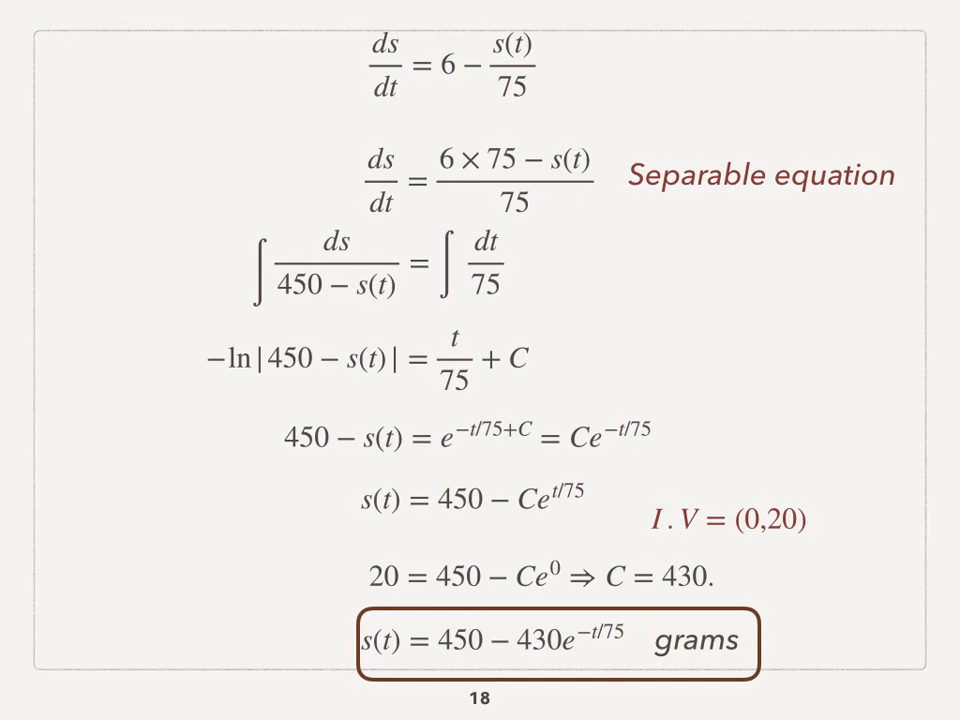 ds/dt = 6 − s(t)/75
ds/dt = (6 × 75 − s(t))/75 Separable equation
∫ ds/(450 − s(t)) = ∫ dt/75
−ln|450 − s(t)| = t/75 + C
450 − s(t) = e^(−t/75+C) = Ce^(−t/75)
s(t) = 450 − Ce^(t/75)
I.V = (0,20)
20 = 450 − Ce^0 ⇒ C = 430.
s(t) = 450 − 430e^(−t/75) grams
18